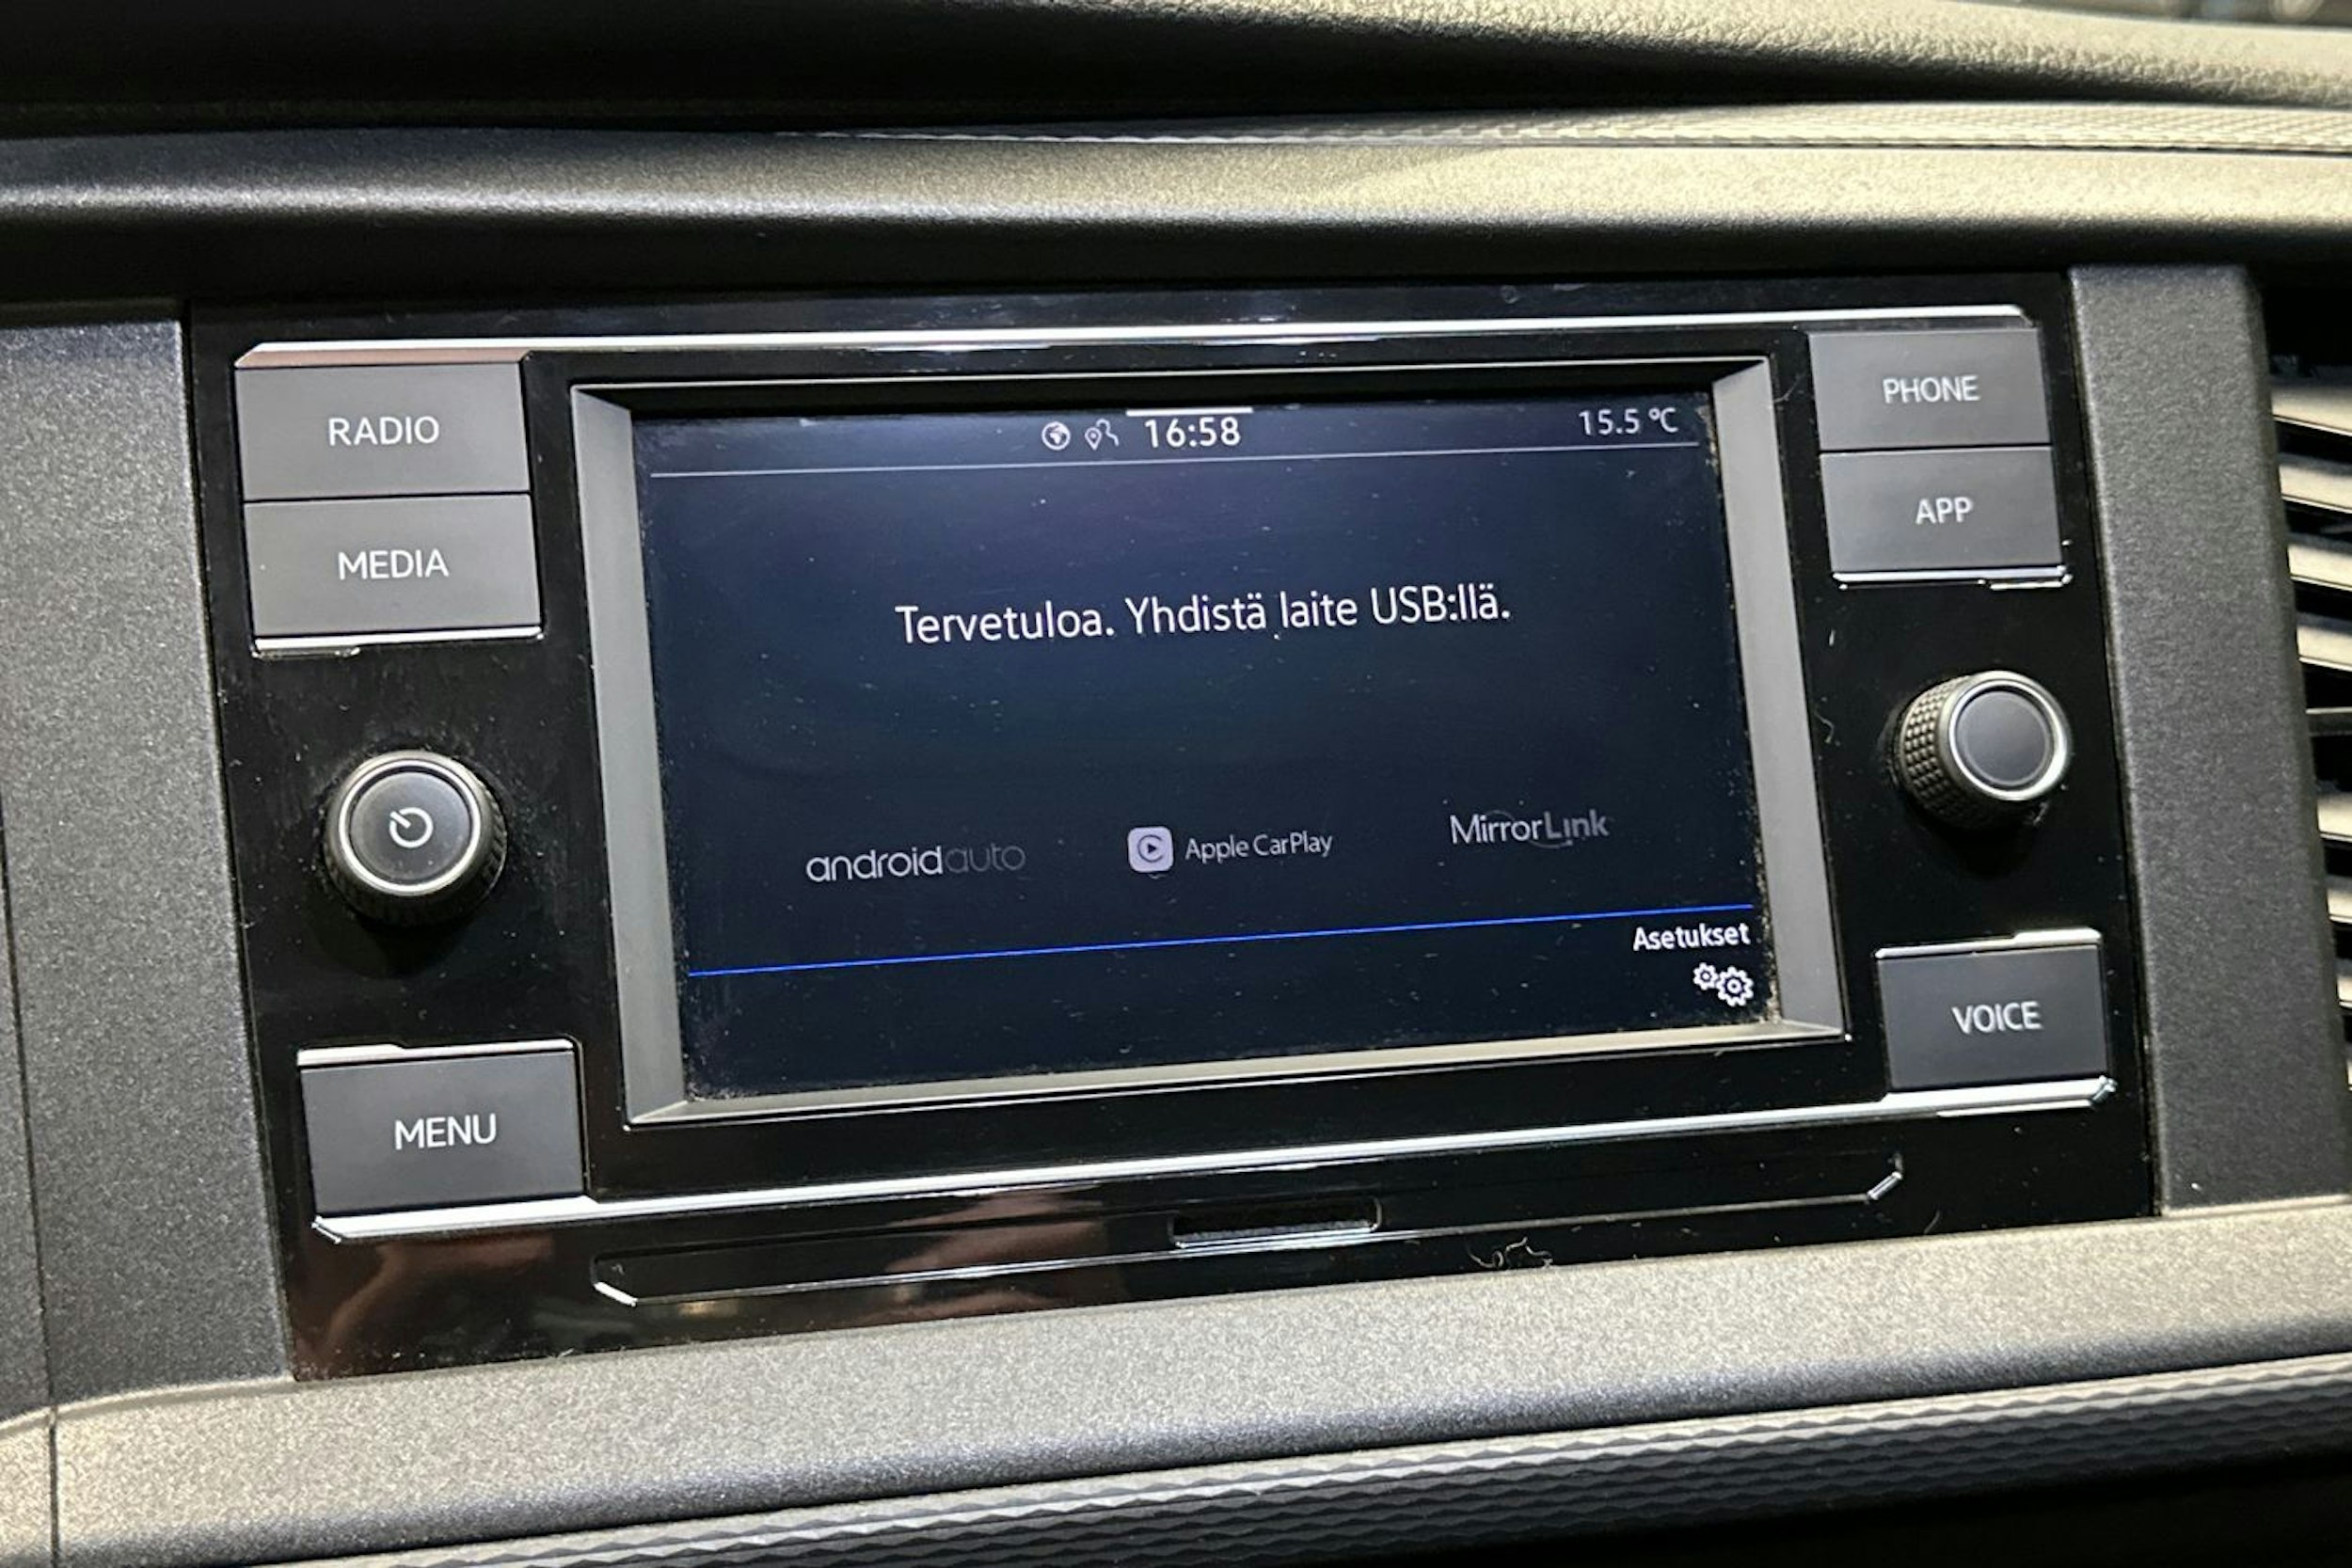 RADIO
MEDIA
MENU
16:58
15.5 °C
Tervetuloa. Yhdistä laite USB:llä.
androidauto
Apple CarPlay
MirrorLink
Asetukset
PHONE
APP
VOICE